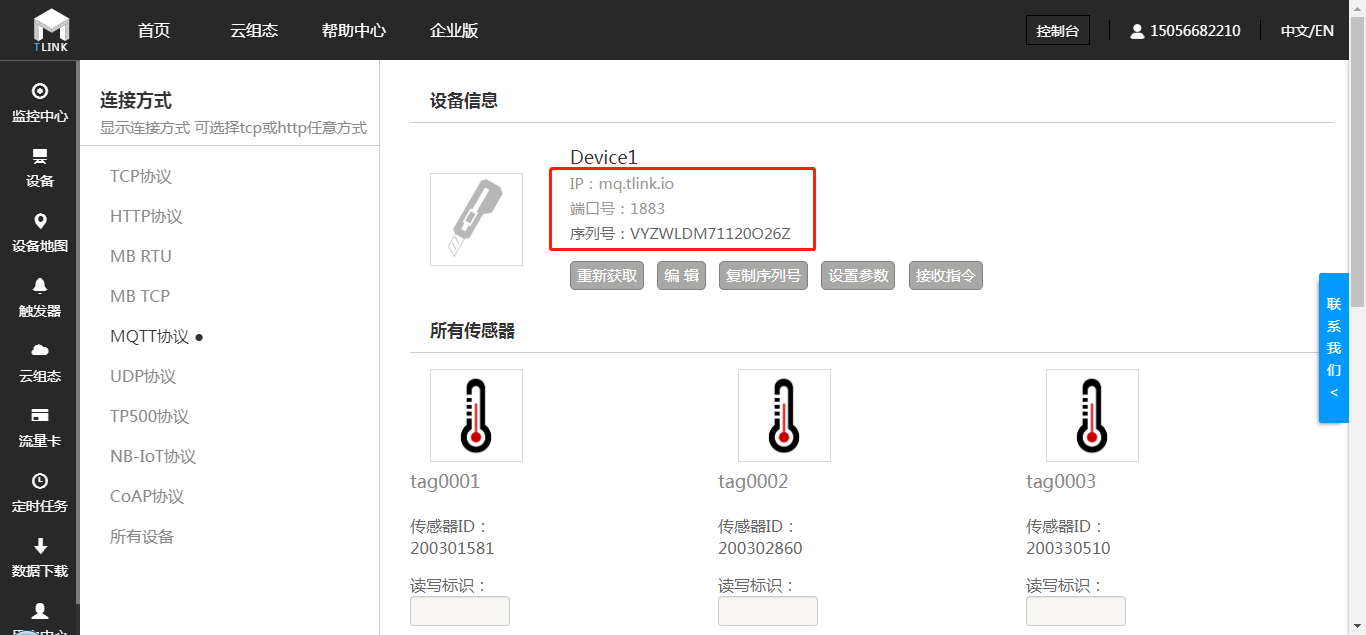 TLINK
首页
云组态
帮助中心
企业版
控制台
15056682210
中文/EN
监控中心
设备
设备地图
触发器
云组态
流量卡
定时任务
数据下载
连接方式
显示连接方式 可选择tcp或http任意方式
TCP协议
HTTP协议
MB RTU
MB TCP
MQTT协议 ●
UDP协议
TP500协议
NB-IoT协议
CoAP协议
所有设备
设备信息
Device1
IP：mq.tlink.io
端口号：1883
序列号：VYZWLDM71120O26Z
重新获取
编 辑
复制序列号
设置参数
接收指令
所有传感器
tag0001
传感器ID：
200301581
读写标识：
tag0002
传感器ID：
200302860
读写标识：
tag0003
传感器ID：
200330510
读写标识：
联
系
我
们
<